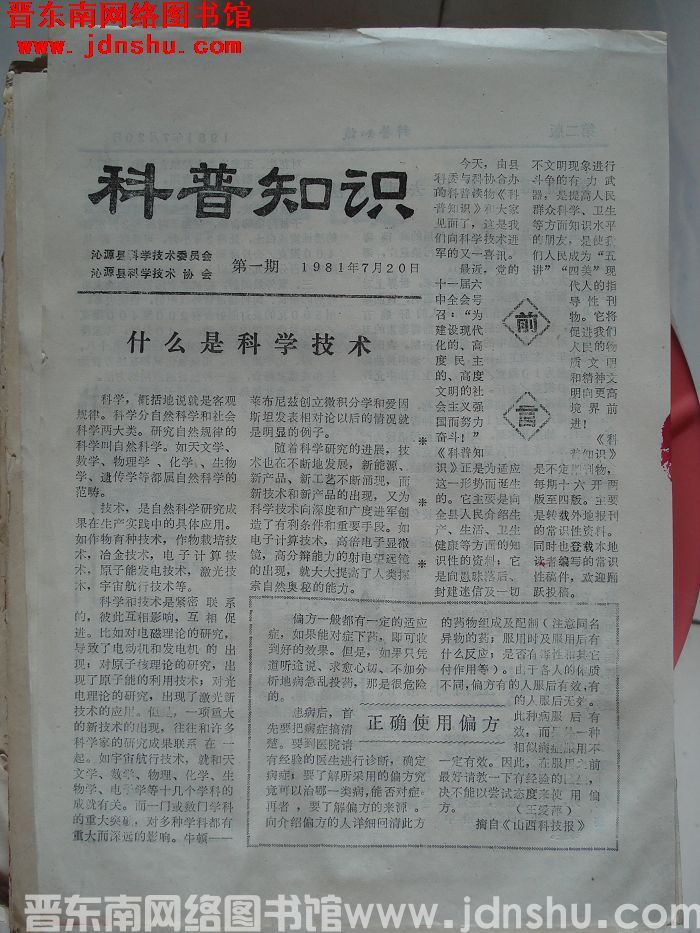 晋东南网络图书馆
www.jdnshu.com
科普知识
沁源县科学技术委员会
沁源县科学技术协会
第一期 1981年7月20日
什么是科学技术
科学，概括地说就是客观
规律。科学分自然科学和社会
科学两大类。研究自然规律的
科学叫自然科学。如天文学、
数学、物理学、化学、生物
学、遗传学等都属自然科学的
范畴。
技术，是自然科学研究成
果在生产实践中的具体应用。
如作物育种技术，作物栽培技
术，冶金技术，电子计算技
术，原子能发电技术，激光技
术，宇宙航行技术等。
科学和技术是紧密联系
的，彼此互相影响，互相促
进。比如对电磁理论的研究，
导致了电动机和发电机的出
现；对原子核理论的研究，出
现了原子能的利用技术；对光
电理论的研究，出现了激光新
技术的应用。但是，一项重大
的新技术的出现，往往和许多
科学家的研究成果联系在一
起。如宇宙航行技术，就和天
文学、数学、物理、化学、生
物学、电子学等十几个学科的
成就有关。而一门或数门学科
的重大突破，对多种学科都有
重大而深远的影响。牛顿——
莱布尼兹创立微积分学和爱因
斯坦发表相对论以后的情况就
是明显的例子。
随着科学研究的进展，技
术也在不断地发展，新能源、
新产品、新工艺不断涌现，而
新技术和新产品的出现，又为
科学技术向深度和广度进军创
造了有利条件和重要手段。如
电子计算技术，高倍电子显微
镜，高分辨能力的射电望远镜
的出现，就大大提高了人类探
索自然奥秘的能力。
前言
今天，由县
科委与科协合办
的科普读物《科
普知识》和大家
见面了，这是我
们向科学技术进
军的又一喜讯。
最近，党的
十一届六
中全会号
召：“为
建设现代
化的、高
度民主
的、高度
文明的社
会主义强
国而努力
奋斗！”
《科普知
识》正是为适应
这一形势而诞生
的。它主要是向
全县人民介绍生
产、生活、卫生
健康等方面的知
识性的资料；它
是向愚昧落后、
封建迷信及一切
不文明现象进行
斗争的有力武
器；是提高人民
群众科学、卫生
等方面知识水平
的朋友，是使我
们人民成为“五
讲”“四美”现
代人的指
导性刊
物。它将
促进我们
人民的物
质文明
和精神文
明向更高
境界前
进！
《科
普知识》
是不定期刊物，
每期十六开两
版至四版。主要
是转载外地报刊
的常识性资料。
同时也登载本地
读者编写的常识
性稿件，欢迎踊
跃投稿。
正确使用偏方
偏方一般都有一定的适应
症，如果能对症下药，即可收
到好的效果。但是，如果只凭
道听途说、求愈心切、不加分
析地病急乱投药，那是很危险
的。
患病后，首
先要把病症搞清
楚。要到医院请
有经验的医生进行诊断，确定
病症；要了解所采用的偏方究
竟可以治哪一类病，能否对症。
再者，要了解偏方的来源。
向介绍偏方的人详细问清此方
的药物组成及配制（注意同名
异物的药；服用时及服用后有
什么反应；是否有毒性和其它
付作用等）。由于各人的体质
不同，偏方有的人服后有效，有
的人服后无效。
此种病服后有
效，而另一种
相似病症服用不
一定有效。因此，在服用之前
最好请教一下有经验的医生，
决不能以尝试态度来使用偏
方。（王爱萍）
摘自《山西科技报》
晋东南网络图书馆www.jdnshu.com